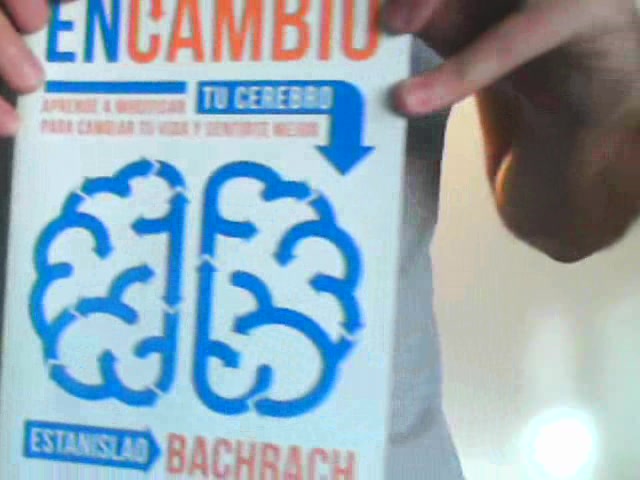 ENCAMBIO
APRENDE A MODIFICAR TU CEREBRO
PARA CAMBIAR TU VIDA Y SENTIRTE MEJOR
ESTANISLAO BACHRACH